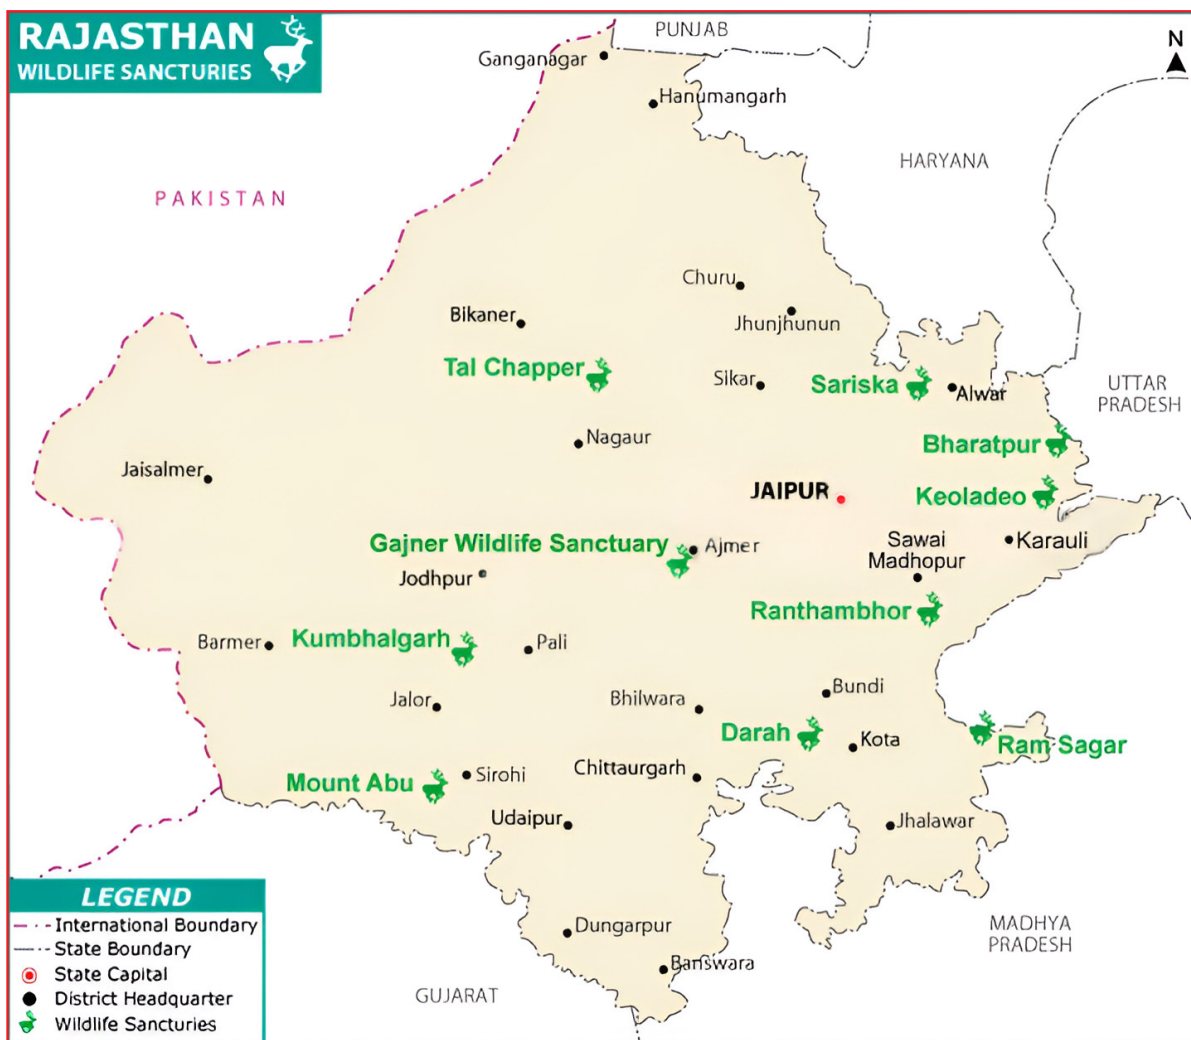 RAJASTHAN
WILDLIFE SANCTURIES
PUNJAB
N
Ganganagar
Hanumangarh
HARYANA
PAKISTAN
Churu
Bikaner
Jhunjhunun
Tal Chapper
Sikar
Sariska
Alwar
UTTAR
PRADESH
Nagaur
Bharatpur
Jaisalmer
JAIPUR
Keoladeo
Gajner Wildlife Sanctuary
Ajmer
Sawai
Madhopur
Karauli
Jodhpur
Ranthambhor
Barmer
Kumbhalgarh
Pali
Jalor
Bhilwara
Bundi
Darah
Kota
Ram Sagar
Mount Abu
Sirohi
Chittaurgarh
Udaipur
Jhalawar
LEGEND
International Boundary
State Boundary
State Capital
District Headquarter
Wildlife Sancturies
Dungarpur
Banswara
MADHYA
PRADESH
GUJARAT